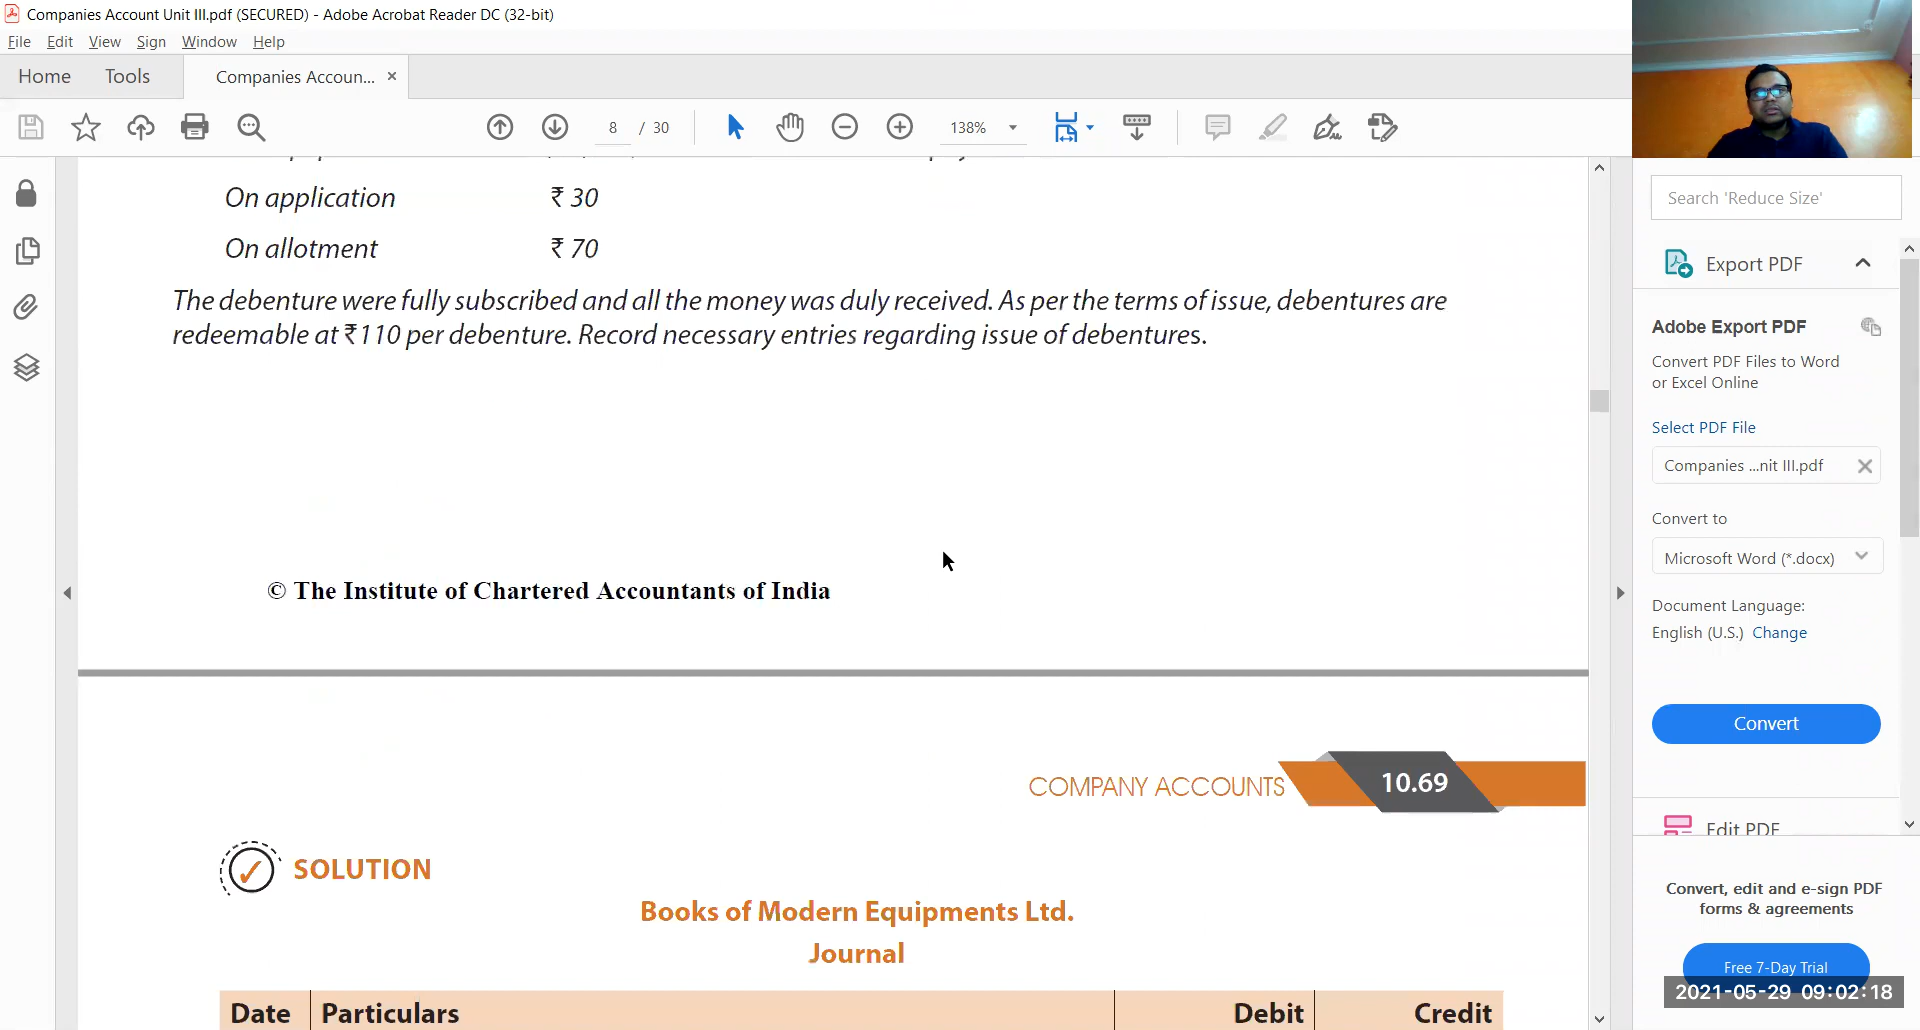 Companies Account Unit III.pdf (SECURED) - Adobe Acrobat Reader DC (32-bit)
File Edit View Sign Window Help
Home Tools Companies Accoun... ×
8 / 30 138%
Search 'Reduce Size'
On application ₹ 30
On allotment ₹ 70
The debenture were fully subscribed and all the money was duly received. As per the terms of issue, debentures are
redeemable at ₹110 per debenture. Record necessary entries regarding issue of debentures.
© The Institute of Chartered Accountants of India
COMPANY ACCOUNTS 10.69
SOLUTION
Books of Modern Equipments Ltd.
Journal
Date Particulars Debit Credit
Export PDF
Adobe Export PDF
Convert PDF Files to Word
or Excel Online
Select PDF File
Companies ...nit III.pdf
Convert to
Microsoft Word (*.docx)
Document Language:
English (U.S.) Change
Convert
Edit PDF
Convert, edit and e-sign PDF
forms & agreements
Free 7-Day Trial
2021-05-29 09:02:18